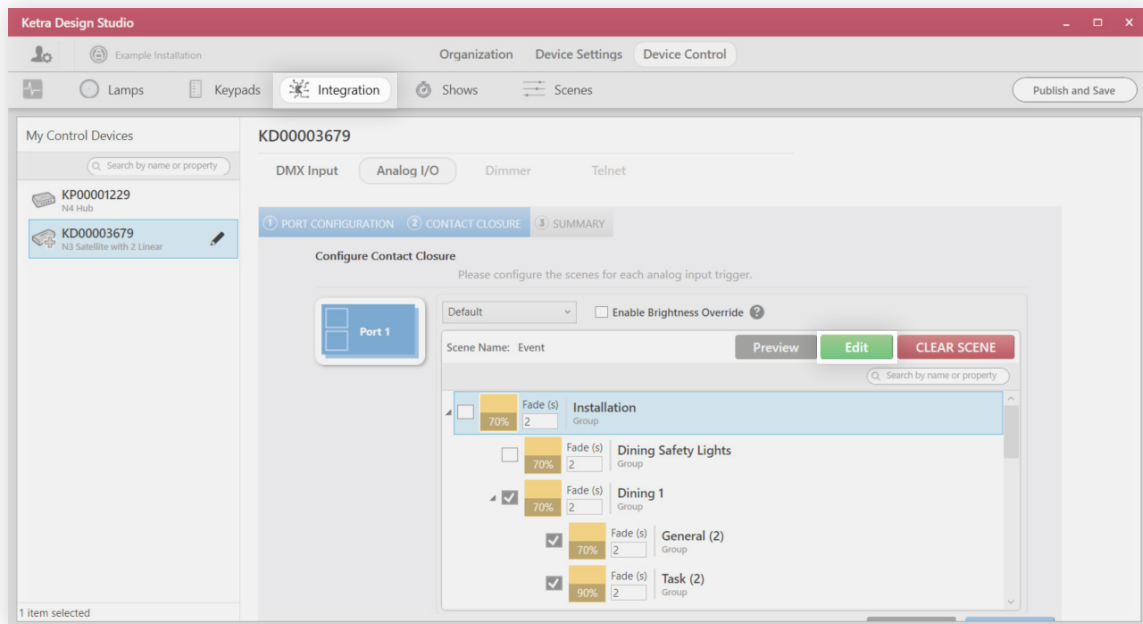 Ketra Design Studio
Example Installation
Organization Device Settings Device Control
Lamps Keypads Integration Shows Scenes Publish and Save
My Control Devices
Search by name or property
KP00001229
N4 Hub
KD00003679
N3 Satellite with 2 Linear
1 item selected
KD00003679
DMX Input Analog I/O Dimmer Telnet
1 PORT CONFIGURATION 2 CONTACT CLOSURE 3 SUMMARY
Configure Contact Closure
Please configure the scenes for each analog input trigger.
Port 1
Default Enable Brightness Override ?
Scene Name: Event Preview Edit CLEAR SCENE
Search by name or property
70% Fade (s) 2 Installation
Group
70% Fade (s) 2 Dining Safety Lights
Group
70% Fade (s) 2 Dining 1
Group
70% Fade (s) 2 General (2)
Group
90% Fade (s) 2 Task (2)
Group